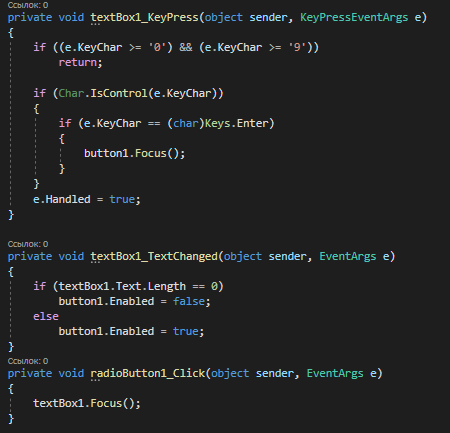 Ссылок: 0
private void textBox1_KeyPress(object sender, KeyPressEventArgs e)
{
if ((e.KeyChar >= '0') && (e.KeyChar >= '9'))
return;
if (Char.IsControl(e.KeyChar))
{
if (e.KeyChar == (char)Keys.Enter)
{
button1.Focus();
}
}
e.Handled = true;
}
Ссылок: 0
private void textBox1_TextChanged(object sender, EventArgs e)
{
if (textBox1.Text.Length == 0)
button1.Enabled = false;
else
button1.Enabled = true;
}
Ссылок: 0
private void radioButton1_Click(object sender, EventArgs e)
{
textBox1.Focus();
}